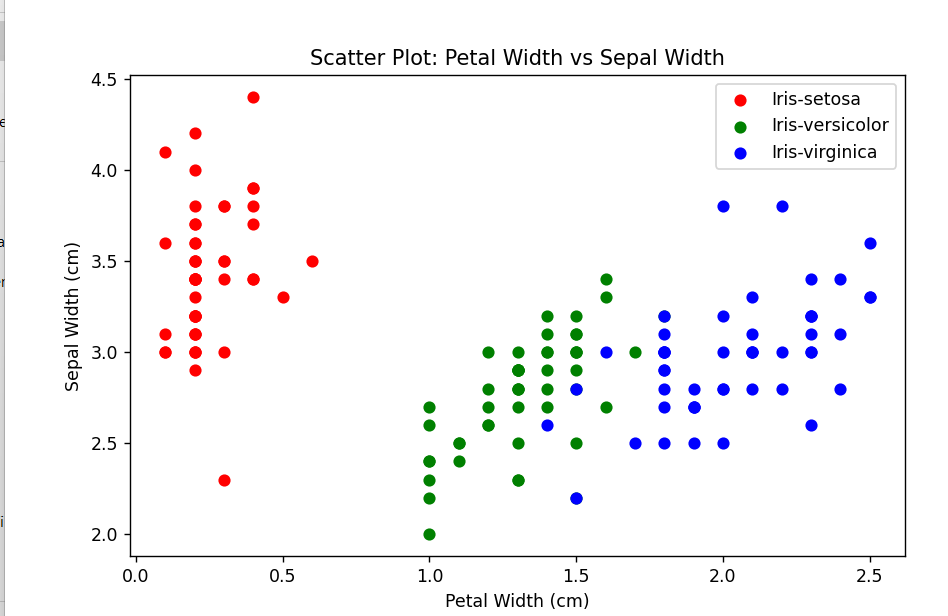 Scatter Plot: Petal Width vs Sepal Width
Iris-setosa
Iris-versicolor
Iris-virginica
Sepal Width (cm)
4.5
4.0
3.5
3.0
2.5
2.0
0.0 0.5 1.0 1.5 2.0 2.5
Petal Width (cm)